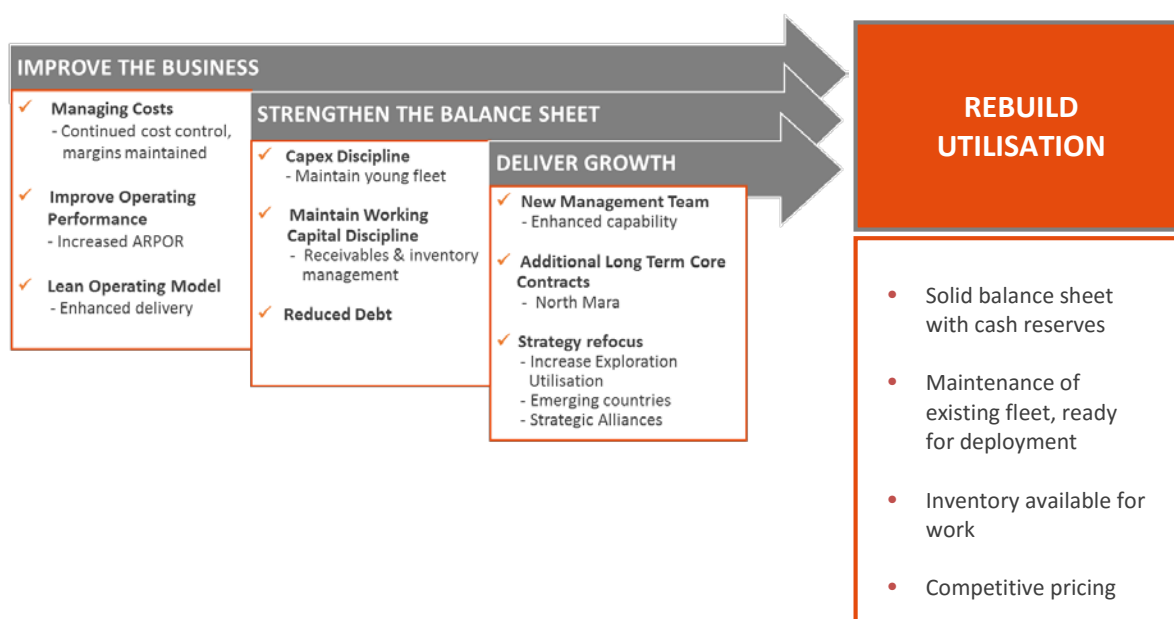 IMPROVE THE BUSINESS
✓ Managing Costs
- Continued cost control,
margins maintained
✓ Improve Operating
Performance
- Increased ARPOR
✓ Lean Operating Model
- Enhanced delivery
STRENGTHEN THE BALANCE SHEET
✓ Capex Discipline
- Maintain young fleet
✓ Maintain Working
Capital Discipline
- Receivables & inventory
management
✓ Reduced Debt
DELIVER GROWTH
✓ New Management Team
- Enhanced capability
✓ Additional Long Term Core
Contracts
- North Mara
✓ Strategy refocus
- Increase Exploration
Utilisation
- Emerging countries
- Strategic Alliances
REBUILD
UTILISATION
• Solid balance sheet
with cash reserves
• Maintenance of
existing fleet, ready
for deployment
• Inventory available for
work
• Competitive pricing